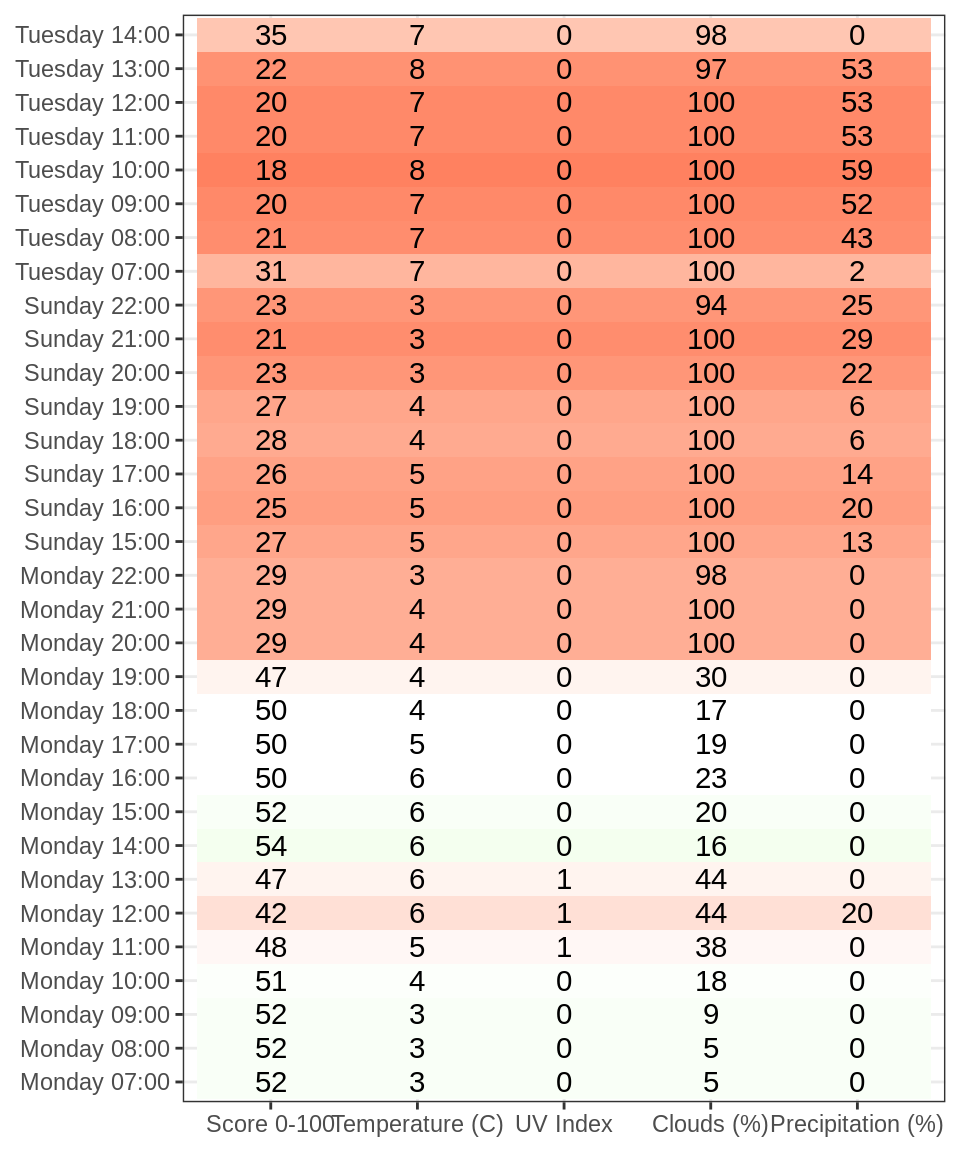 Tuesday 14:00 35 7 0 98 0
Tuesday 13:00 22 8 0 97 53
Tuesday 12:00 20 7 0 100 53
Tuesday 11:00 20 7 0 100 53
Tuesday 10:00 18 8 0 100 59
Tuesday 09:00 20 7 0 100 52
Tuesday 08:00 21 7 0 100 43
Tuesday 07:00 31 7 0 100 2
Sunday 22:00 23 3 0 94 25
Sunday 21:00 21 3 0 100 29
Sunday 20:00 23 3 0 100 22
Sunday 19:00 27 4 0 100 6
Sunday 18:00 28 4 0 100 6
Sunday 17:00 26 5 0 100 14
Sunday 16:00 25 5 0 100 20
Sunday 15:00 27 5 0 100 13
Monday 22:00 29 3 0 98 0
Monday 21:00 29 4 0 100 0
Monday 20:00 29 4 0 100 0
Monday 19:00 47 4 0 30 0
Monday 18:00 50 4 0 17 0
Monday 17:00 50 5 0 19 0
Monday 16:00 50 6 0 23 0
Monday 15:00 52 6 0 20 0
Monday 14:00 54 6 0 16 0
Monday 13:00 47 6 1 44 0
Monday 12:00 42 6 1 44 20
Monday 11:00 48 5 1 38 0
Monday 10:00 51 4 0 18 0
Monday 09:00 52 3 0 9 0
Monday 08:00 52 3 0 5 0
Monday 07:00 52 3 0 5 0
Score 0-100 Temperature (C) UV Index Clouds (%) Precipitation (%)